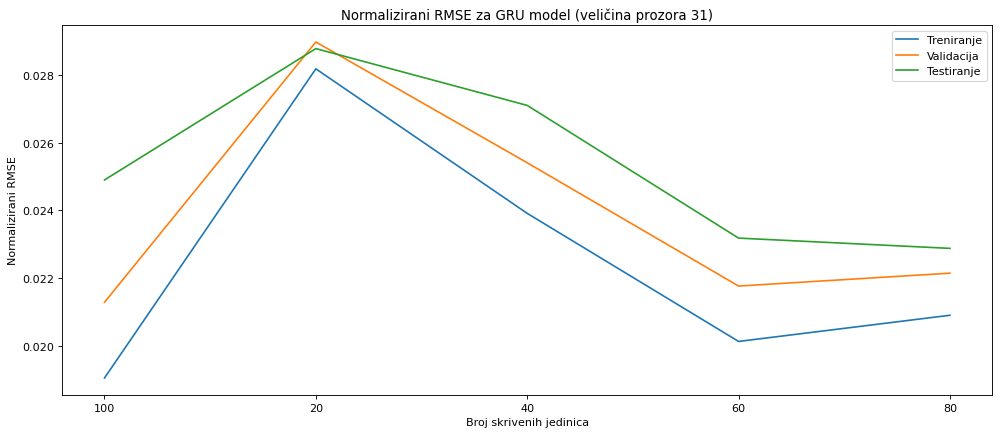 Normalizirani RMSE za GRU model (veličina prozora 31)
Treniranje
Validacija
Testiranje
Normalizirani RMSE
0.028
0.026
0.024
0.022
0.020
100 20 40 60 80
Broj skrivenih jedinica